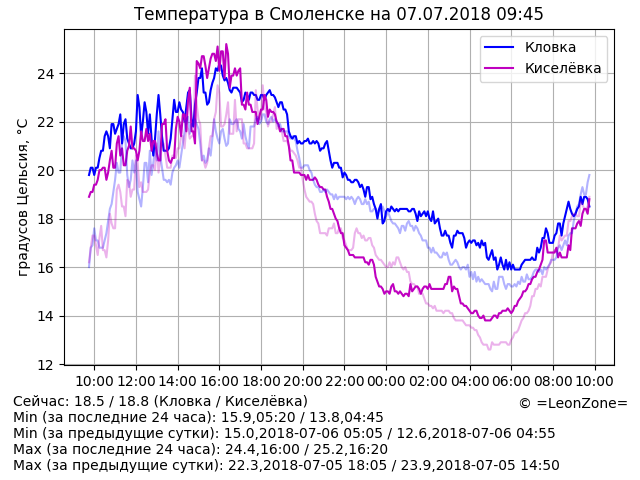 Температура в Смоленске на 07.07.2018 09:45
градусов Цельсия, °C
24
22
20
18
16
14
12
Кловка
Киселёвка
10:00 12:00 14:00 16:00 18:00 20:00 22:00 00:00 02:00 04:00 06:00 08:00 10:00
Сейчас: 18.5 / 18.8 (Кловка / Киселёвка)
© =LeonZone=
Min (за последние 24 часа): 15.9,05:20 / 13.8,04:45
Min (за предыдущие сутки): 15.0,2018-07-06 05:05 / 12.6,2018-07-06 04:55
Max (за последние 24 часа): 24.4,16:00 / 25.2,16:20
Max (за предыдущие сутки): 22.3,2018-07-05 18:05 / 23.9,2018-07-05 14:50